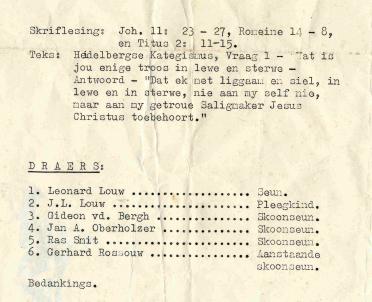 Skriflesing: Joh. 11: 23 - 27, Romeine 14 - 8,
en Titus 2: 11-15.
Teks: Heidelbergse Kategismus, Vraag 1 - Wat is
jou enige troos in lewe en sterwe -
Antwoord - "Dat ek met liggaam en siel, in
lewe en in sterwe, nie aan my self nie,
maar aan my getroue Saligmaker Jesus
Christus toebehoort."
D R A E R S:
1. Leonard Louw .................. Seun.
2. J.L. Louw ..................... Pleegkind.
3. Gideon vd. Bergh .............. Skoonseun.
4. Jan A. Oberholzer ............. Skoonseun.
5. Ras Smit ...................... Skoonseun.
6. Gerhard Rossouw ............... Aanstaande
skoonseun.
Bedankings.